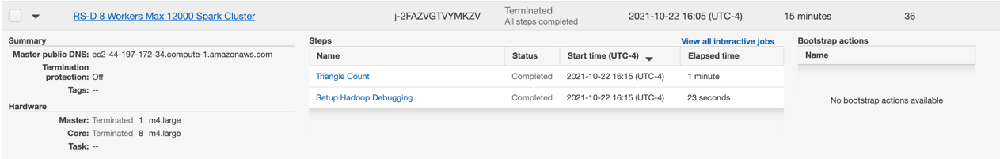 RS-D 8 Workers Max 12000 Spark Cluster j-2FAZVGTVYMKZV Terminated 2021-10-22 16:05 (UTC-4) 15 minutes 36
All steps completed
Summary
Master public DNS: ec2-44-197-172-34.compute-1.amazonaws.com
Termination
protection: Off
Tags: --
Hardware
Master: Terminated 1 m4.large
Core: Terminated 8 m4.large
Task: --
Steps View all interactive jobs
Name Status Start time (UTC-4) Elapsed time
Triangle Count Completed 2021-10-22 16:15 (UTC-4) 1 minute
Setup Hadoop Debugging Completed 2021-10-22 16:15 (UTC-4) 23 seconds
Bootstrap actions
Name
No bootstrap actions available